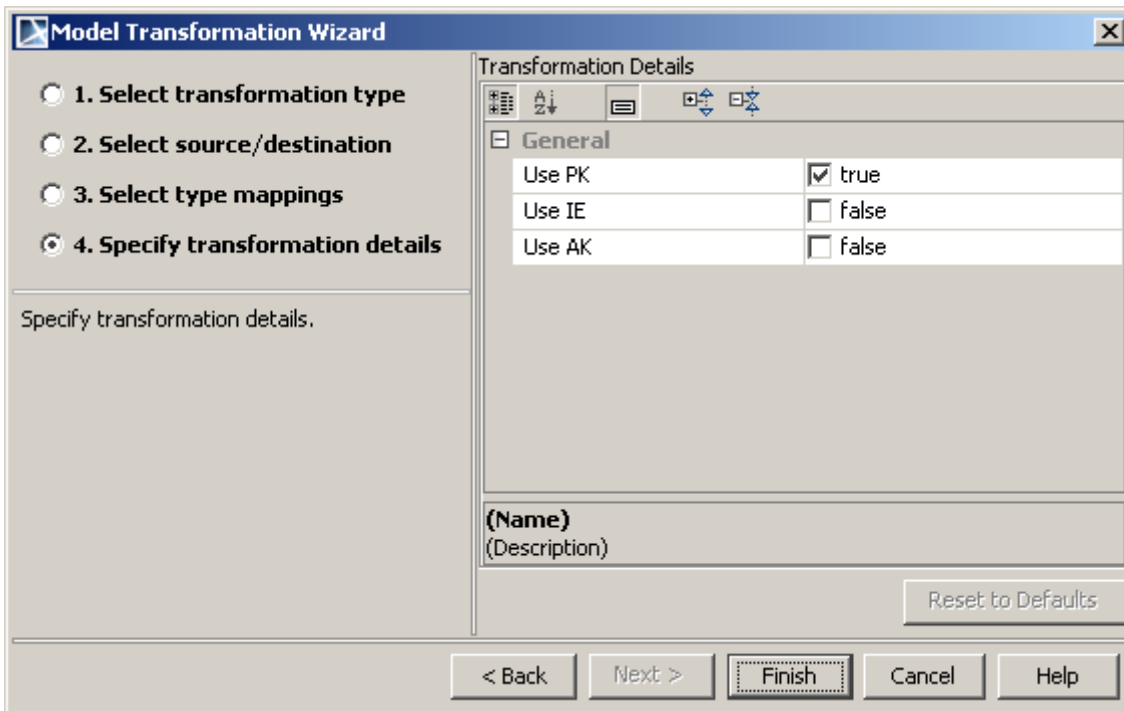 Model Transformation Wizard
1. Select transformation type
2. Select source/destination
3. Select type mappings
4. Specify transformation details
Specify transformation details.
Transformation Details
General
Use PK true
Use IE false
Use AK false
(Name)
(Description)
Reset to Defaults
< Back Next > Finish Cancel Help